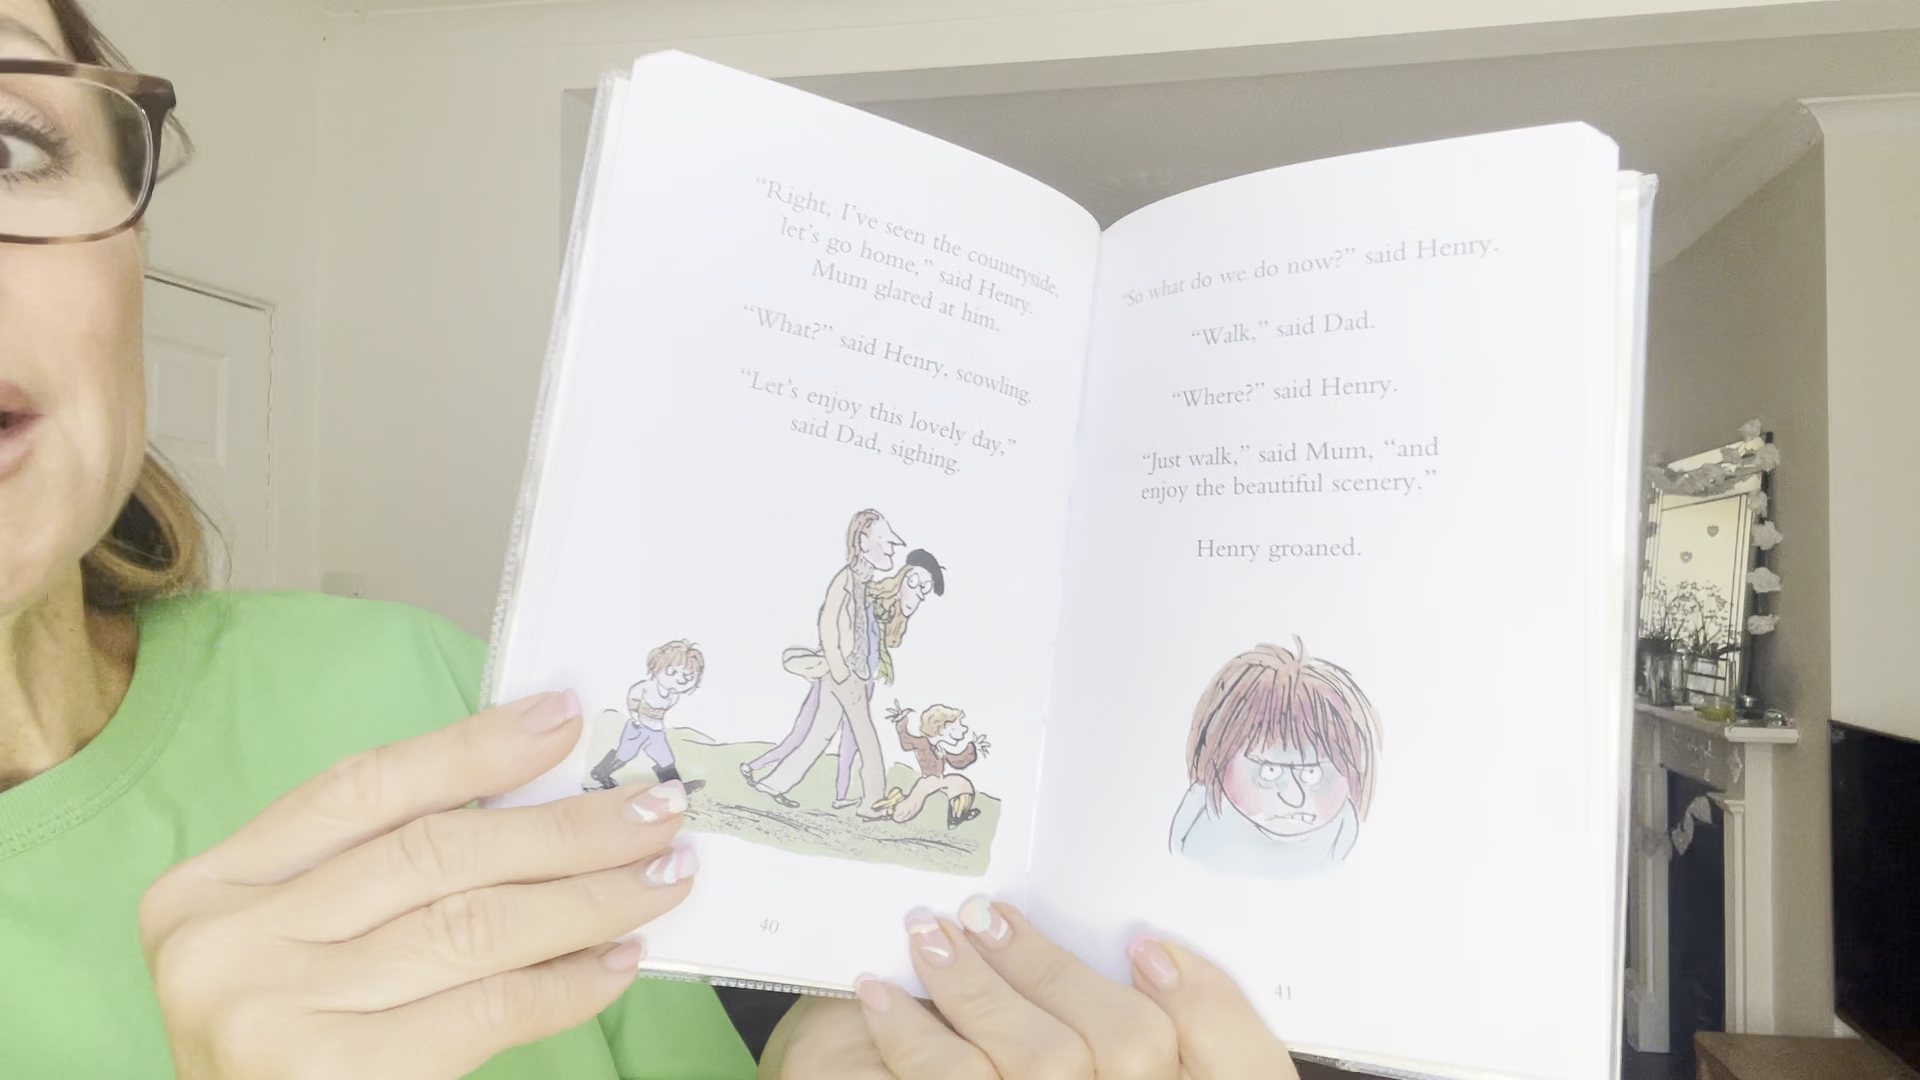 “Right, I’ve seen the countryside,
let’s go home,” said Henry.
Mum glared at him.
“What?” said Henry, scowling.
“Let’s enjoy this lovely day,”
said Dad, sighing.
40
“So what do we do now?” said Henry.
“Walk,” said Dad.
“Where?” said Henry.
“Just walk,” said Mum, “and
enjoy the beautiful scenery.”
Henry groaned.
41